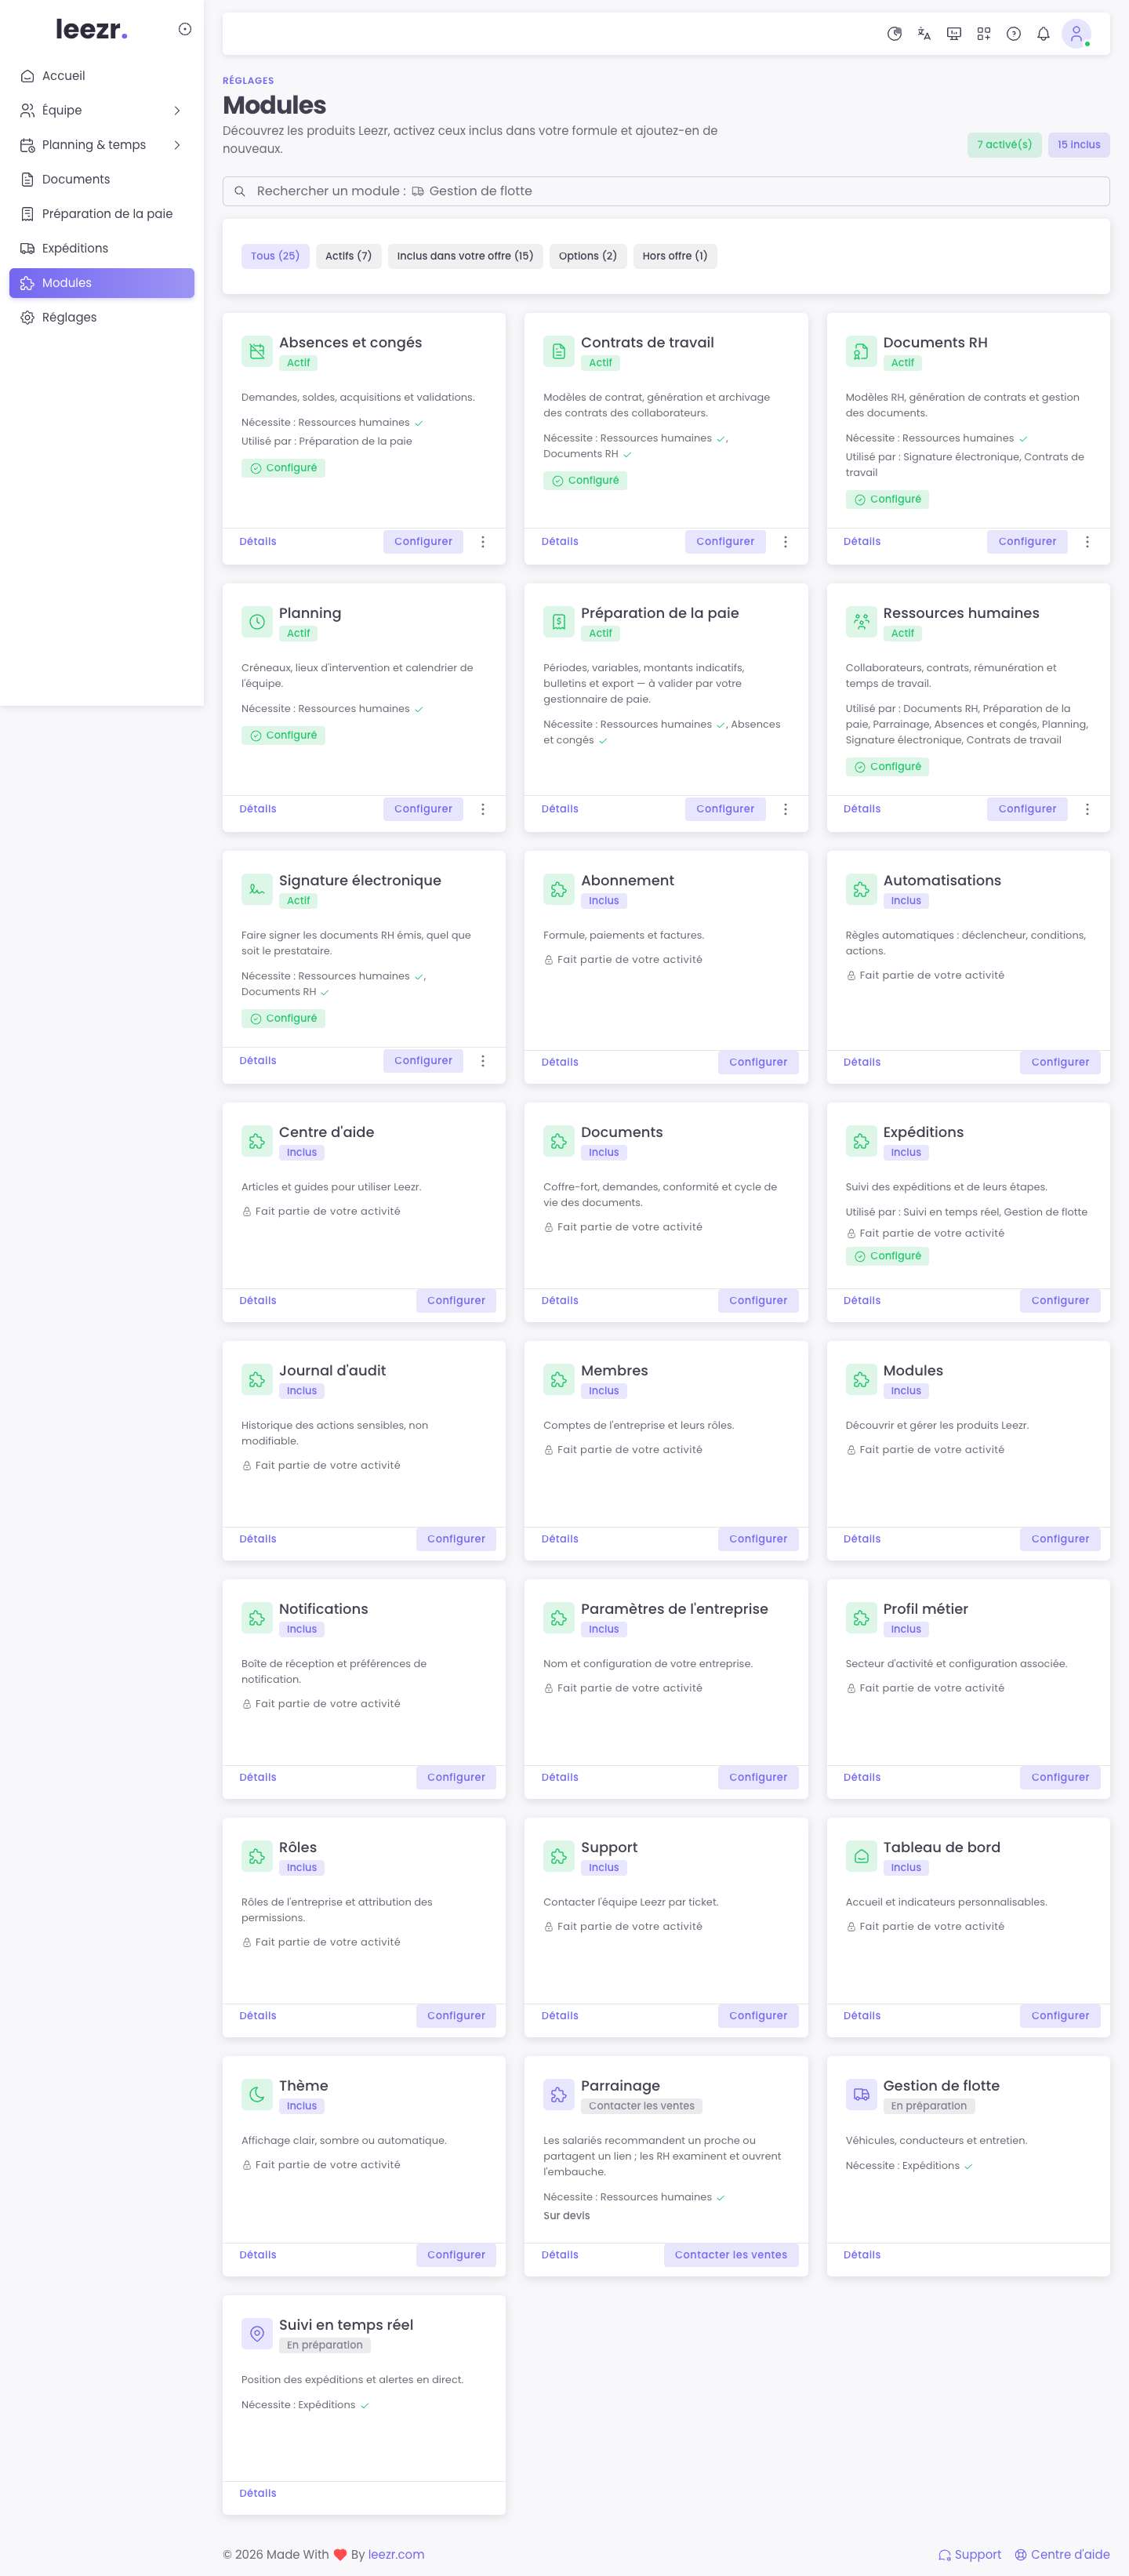 leezr.
Accueil
Équipe
Planning & temps
Documents
Préparation de la paie
Expéditions
Modules
Réglages
RÉGLAGES
Modules
Découvrez les produits Leezr, activez ceux inclus dans votre formule et ajoutez-en de
nouveaux.
7 activé(s) 15 inclus
Rechercher un module : Gestion de flotte
Tous (25) Actifs (7) Inclus dans votre offre (15) Options (2) Hors offre (1)
Absences et congés
Actif
Demandes, soldes, acquisitions et validations.
Nécessite : Ressources humaines
Utilisé par : Préparation de la paie
Configuré
Détails Configurer
Contrats de travail
Actif
Modèles de contrat, génération et archivage
des contrats des collaborateurs.
Nécessite : Ressources humaines ,
Documents RH
Configuré
Détails Configurer
Documents RH
Actif
Modèles RH, génération de contrats et gestion
des documents.
Nécessite : Ressources humaines
Utilisé par : Signature électronique, Contrats de
travail
Configuré
Détails Configurer
Planning
Actif
Créneaux, lieux d'intervention et calendrier de
l'équipe.
Nécessite : Ressources humaines
Configuré
Détails Configurer
Préparation de la paie
Actif
Périodes, variables, montants indicatifs,
bulletins et export — à valider par votre
gestionnaire de paie.
Nécessite : Ressources humaines , Absences
et congés
Détails Configurer
Ressources humaines
Actif
Collaborateurs, contrats, rémunération et
temps de travail.
Utilisé par : Documents RH, Préparation de la
paie, Parrainage, Absences et congés, Planning,
Signature électronique, Contrats de travail
Configuré
Détails Configurer
Signature électronique
Actif
Faire signer les documents RH émis, quel que
soit le prestataire.
Nécessite : Ressources humaines ,
Documents RH
Configuré
Détails Configurer
Abonnement
Inclus
Formule, paiements et factures.
Fait partie de votre activité
Détails Configurer
Automatisations
Inclus
Règles automatiques : déclencheur, conditions,
actions.
Fait partie de votre activité
Détails Configurer
Centre d'aide
Inclus
Articles et guides pour utiliser Leezr.
Fait partie de votre activité
Détails Configurer
Documents
Inclus
Coffre-fort, demandes, conformité et cycle de
vie des documents.
Fait partie de votre activité
Détails Configurer
Expéditions
Inclus
Suivi des expéditions et de leurs étapes.
Utilisé par : Suivi en temps réel, Gestion de flotte
Fait partie de votre activité
Configuré
Détails Configurer
Journal d'audit
Inclus
Historique des actions sensibles, non
modifiable.
Fait partie de votre activité
Détails Configurer
Membres
Inclus
Comptes de l'entreprise et leurs rôles.
Fait partie de votre activité
Détails Configurer
Modules
Inclus
Découvrir et gérer les produits Leezr.
Fait partie de votre activité
Détails Configurer
Notifications
Inclus
Boîte de réception et préférences de
notification.
Fait partie de votre activité
Détails Configurer
Paramètres de l'entreprise
Inclus
Nom et configuration de votre entreprise.
Fait partie de votre activité
Détails Configurer
Profil métier
Inclus
Secteur d'activité et configuration associée.
Fait partie de votre activité
Détails Configurer
Rôles
Inclus
Rôles de l'entreprise et attribution des
permissions.
Fait partie de votre activité
Détails Configurer
Support
Inclus
Contacter l'équipe Leezr par ticket.
Fait partie de votre activité
Détails Configurer
Tableau de bord
Inclus
Accueil et indicateurs personnalisables.
Fait partie de votre activité
Détails Configurer
Thème
Inclus
Affichage clair, sombre ou automatique.
Fait partie de votre activité
Détails Configurer
Parrainage
Contacter les ventes
Les salariés recommandent un proche ou
partagent un lien ; les RH examinent et ouvrent
l'embauche.
Nécessite : Ressources humaines
Sur devis
Détails Contacter les ventes
Gestion de flotte
En préparation
Véhicules, conducteurs et entretien.
Nécessite : Expéditions
Détails
Suivi en temps réel
En préparation
Position des expéditions et alertes en direct.
Nécessite : Expéditions
Détails
© 2026 Made With By leezr.com
Support Centre d'aide